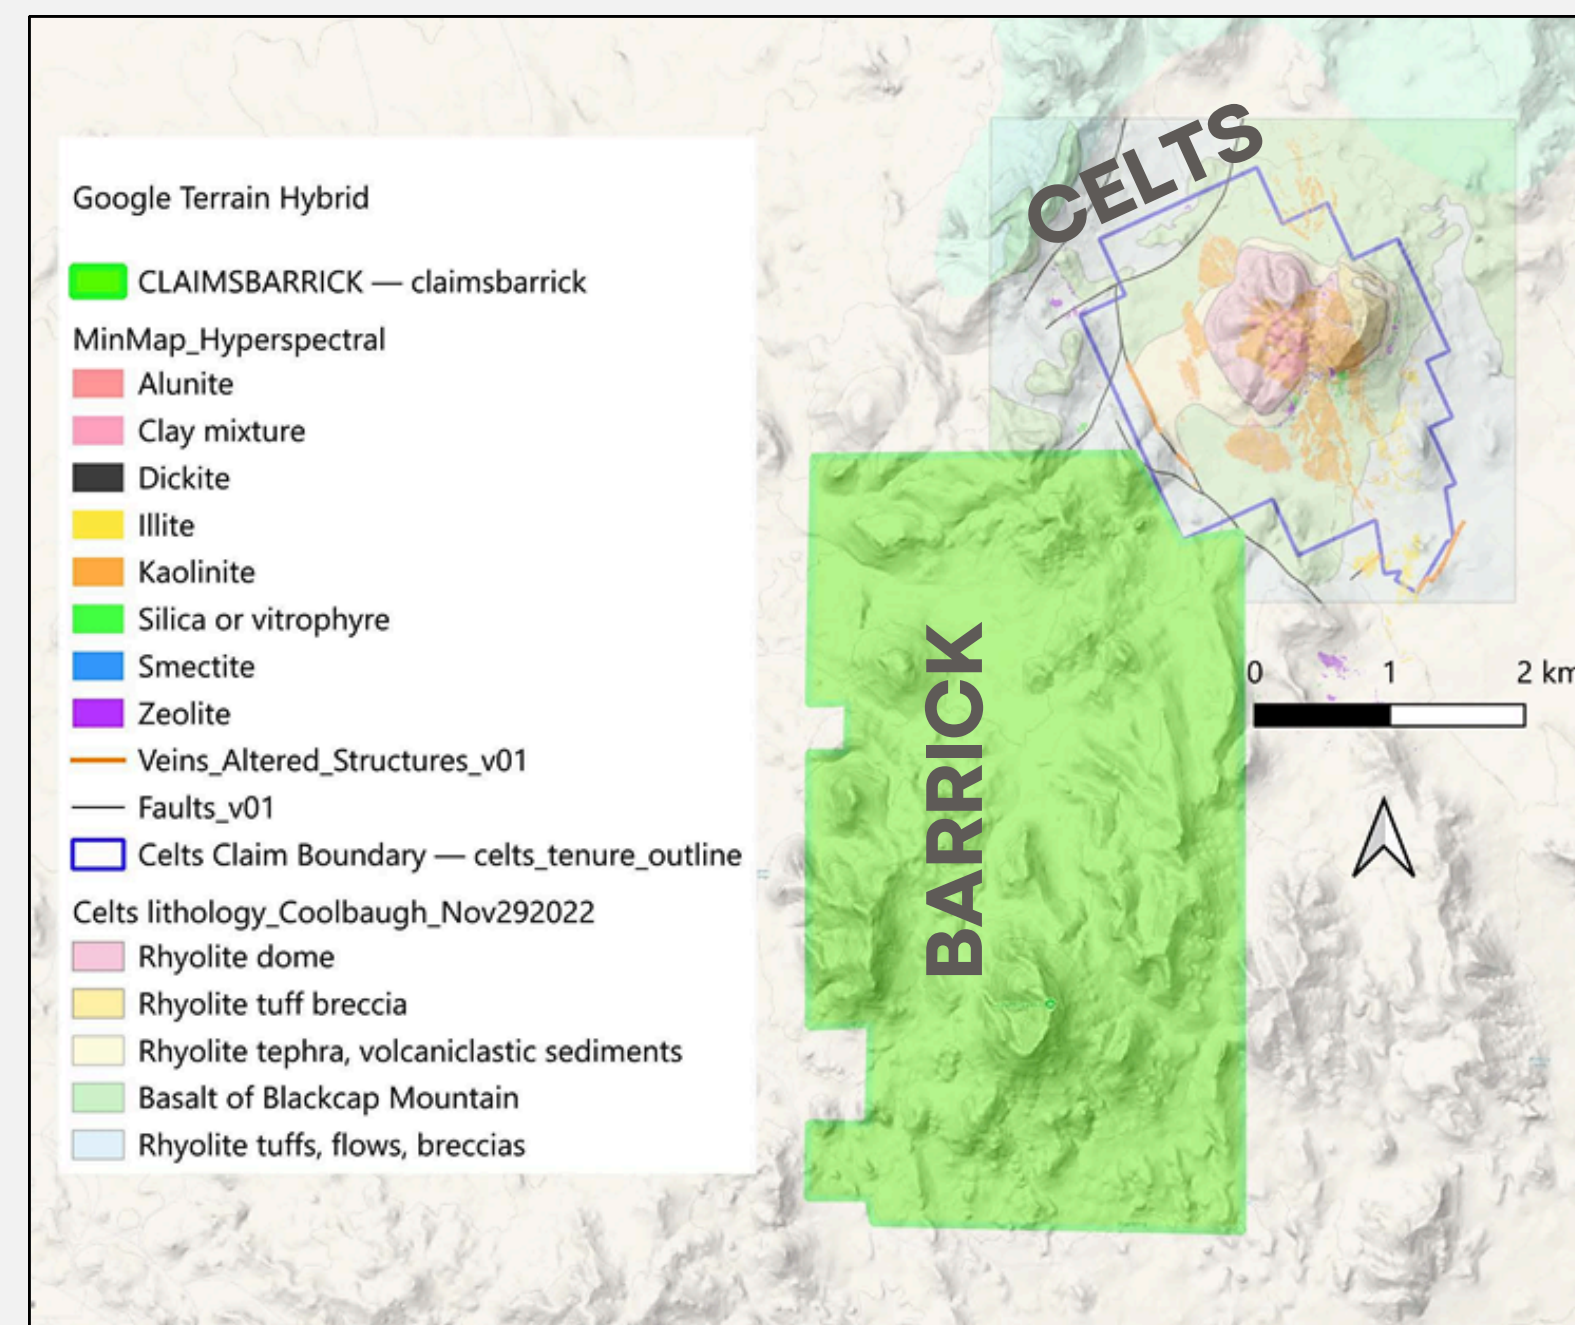 CELTS
Google Terrain Hybrid
CLAIMSBARRICK — claimsbarrick
MinMap_Hyperspectral
Alunite
Clay mixture
Dickite
Illite
Kaolinite
Silica or vitrophyre
Smectite
Zeolite
Veins_Altered_Structures_v01
Faults_v01
Celts Claim Boundary — celts_tenure_outline
Celts lithology_Coolbaugh_Nov292022
Rhyolite dome
Rhyolite tuff breccia
Rhyolite tephra, volcaniclastic sediments
Basalt of Blackcap Mountain
Rhyolite tuffs, flows, breccias
BARRICK
0 1 2 km